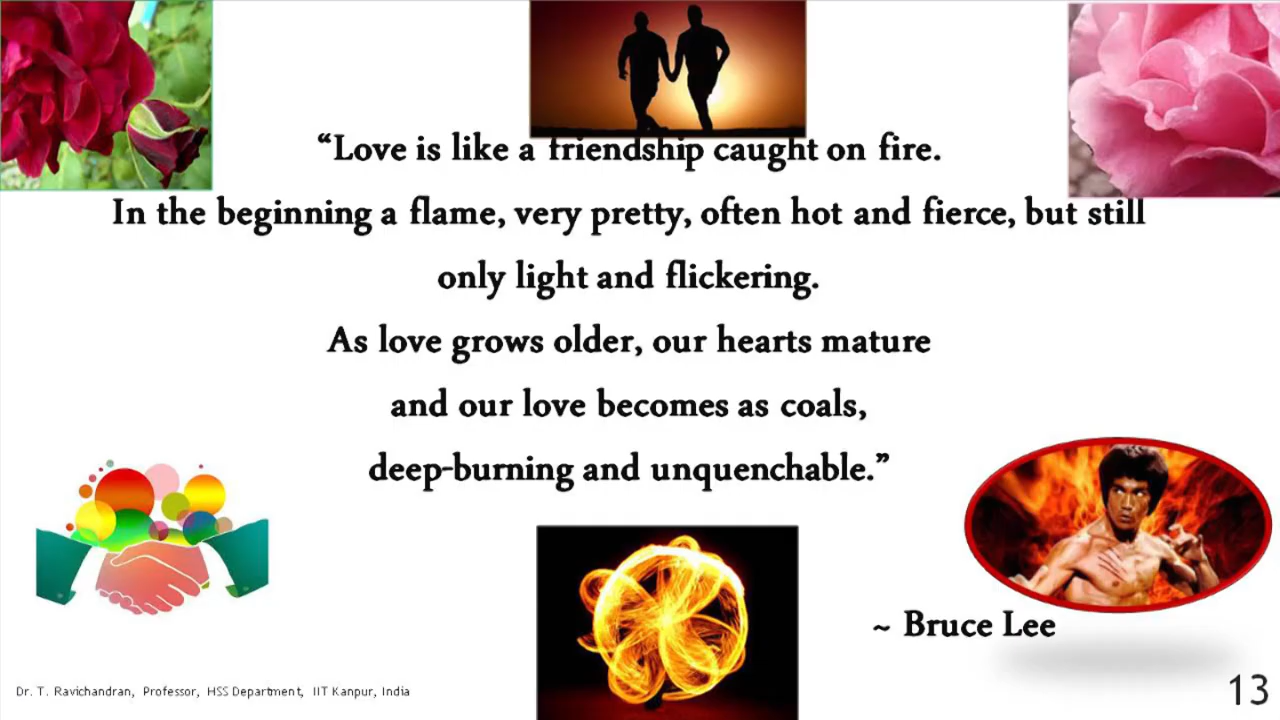 “Love is like a friendship caught on fire.
In the beginning a flame, very pretty, often hot and fierce, but still
only light and flickering.
As love grows older, our hearts mature
and our love becomes as coals,
deep-burning and unquenchable.”
~ Bruce Lee
Dr. T. Ravichandran, Professor, HSS Department, IIT Kanpur, India
13